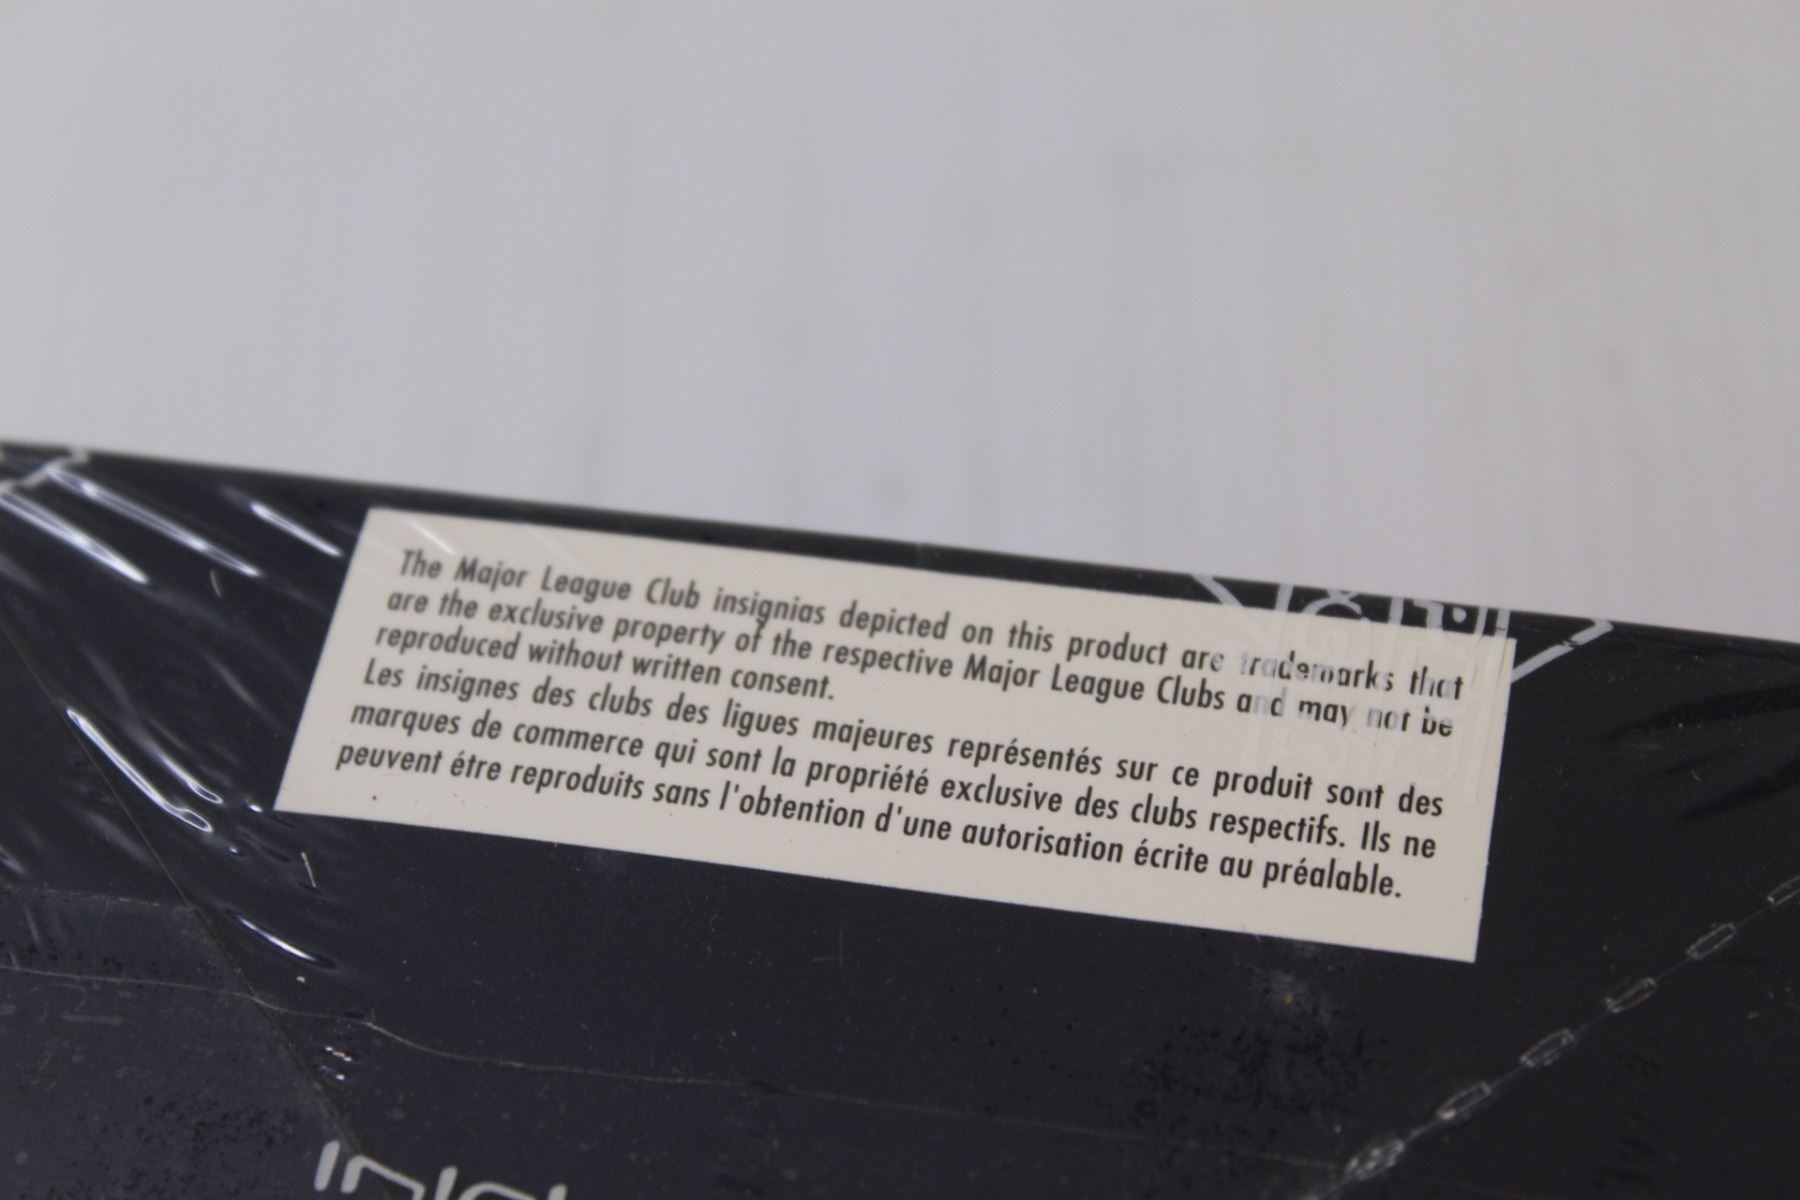 The Major League Club insignias depicted on this product are trademarks that
are the exclusive property of the respective Major League Clubs and may not be
reproduced without written consent.
Les insignes des clubs des ligues majeures représentés sur ce produit sont des
marques de commerce qui sont la propriété exclusive des clubs respectifs. Ils ne
peuvent étre reproduits sans l'obtention d'une autorisation écrite au préalable.